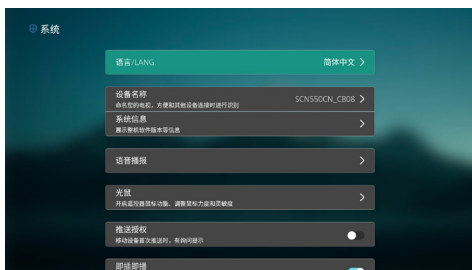 系统
语言/LANG.
简体中文
设备名称
SCN550CN_CB08
命名您的电视，方便和其他设备连接时进行识别
系统信息
展示整机软件版本等信息
语音播报
光鼠
开启遥控器鼠标功能、调整鼠标力度和灵敏度
推送授权
移动设备首次推送时，有询问提示
即插即播